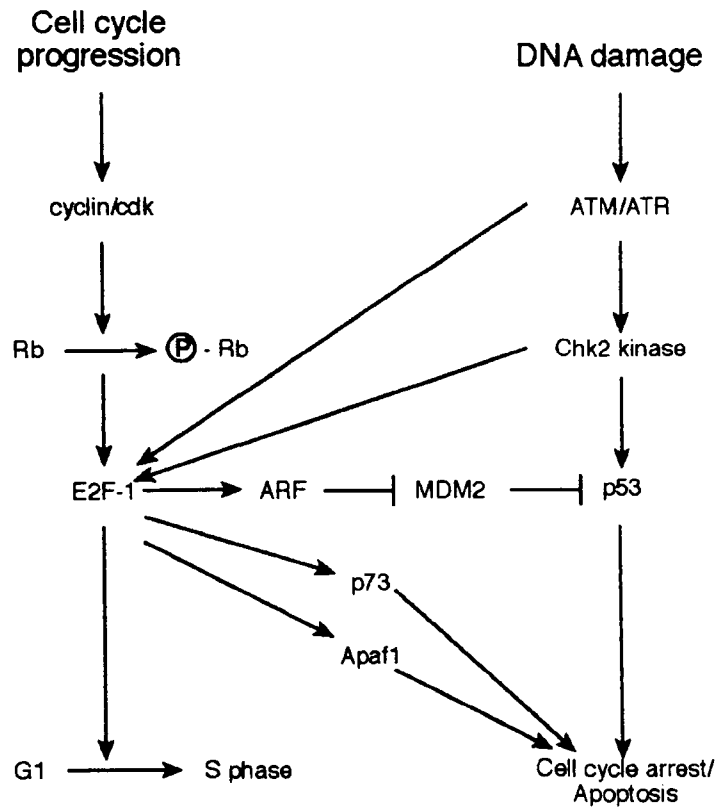 Cell cycle
progression
DNA damage
cyclin/cdk
ATM/ATR
Rb
P - Rb
Chk2 kinase
E2F-1
ARF
MDM2
p53
p73
Apaf1
G1
S phase
Cell cycle arrest/
Apoptosis